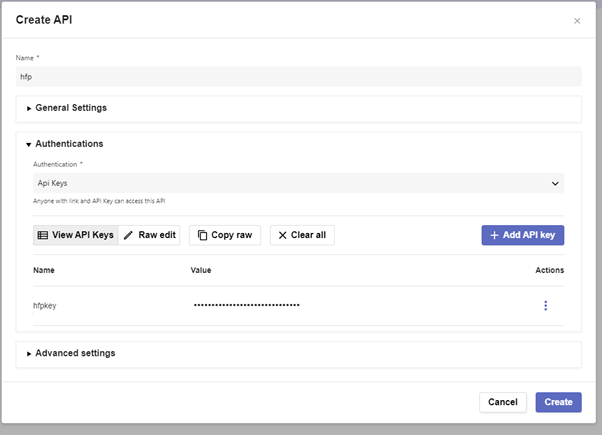 Create API
Name *
hfp
General Settings
Authentications
Authentication *
Api Keys
Anyone with link and API Key can access this API
View API Keys Raw edit Copy raw Clear all Add API key
Name Value Actions
hfpkey ••••••••••••••••••••••••••••••
Advanced settings
Cancel Create